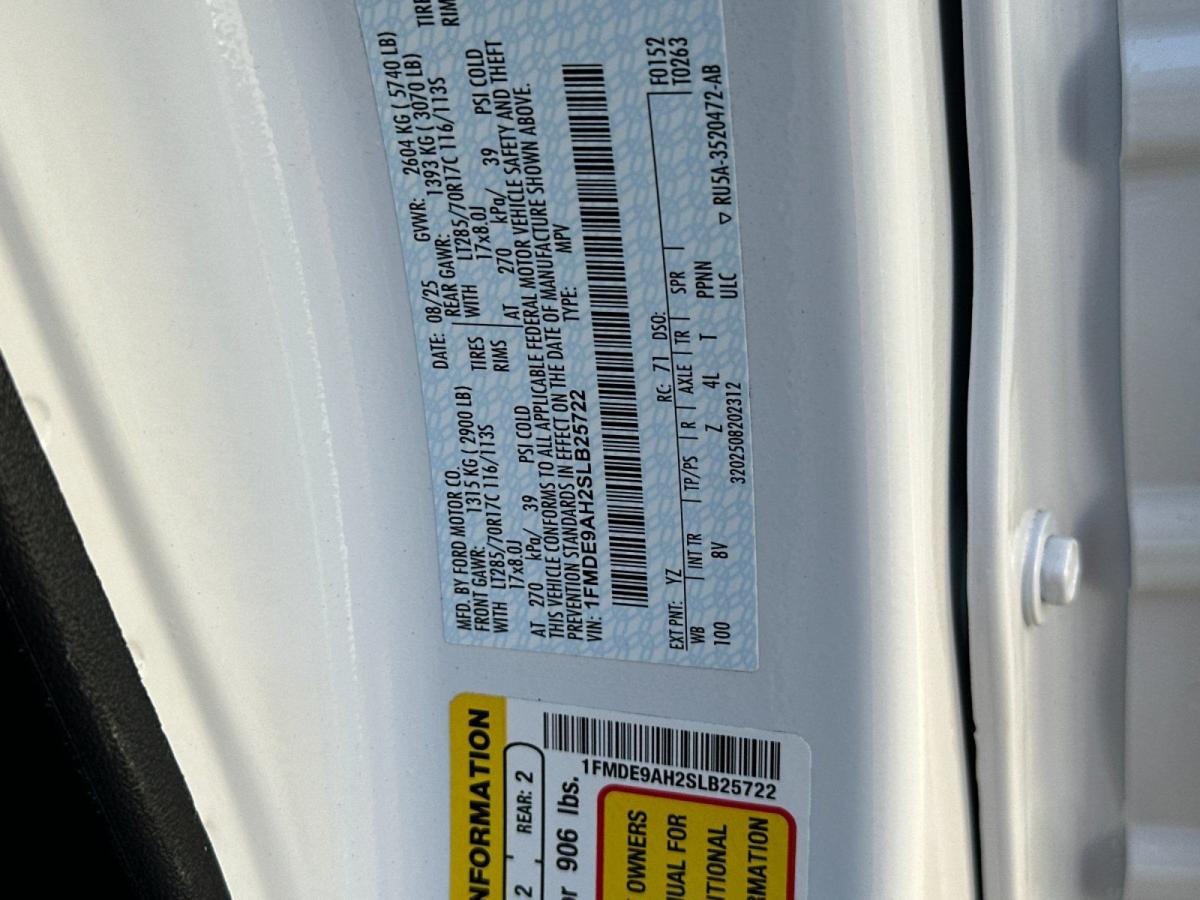 MFD. BY FORD MOTOR CO. DATE: 08/25 GVWR: 2604 KG ( 5740 LB)
FRONT GAWR: 1315 KG ( 2900 LB) REAR GAWR: 1393 KG ( 3070 LB)
WITH LT285/70R17C 116/113S TIRES WITH LT285/70R17C 116/113S TIRE
17x8.0J RIMS 17x8.0J RIM
AT 270 kPa/ 39 PSI COLD AT 270 kPa/ 39 PSI COLD
THIS VEHICLE CONFORMS TO ALL APPLICABLE FEDERAL MOTOR VEHICLE SAFETY AND THEFT
PREVENTION STANDARDS IN EFFECT ON THE DATE OF MANUFACTURE SHOWN ABOVE.
VIN: 1FMDE9AH2SLB25722 TYPE: MPV
EXT PNT: YZ RC: 71 DSO: F0152
WB INT TR TP/PS R AXLE TR SPR T0263
100 8V Z 4L T PPNN
ULC
3202508202312 ▽ RU5A-3520472-AB
NFORMATION
2 REAR: 2
or 906 lbs.
1FMDE9AH2SLB25722
OWNERS
UAL FOR
ITIONAL
RMATION